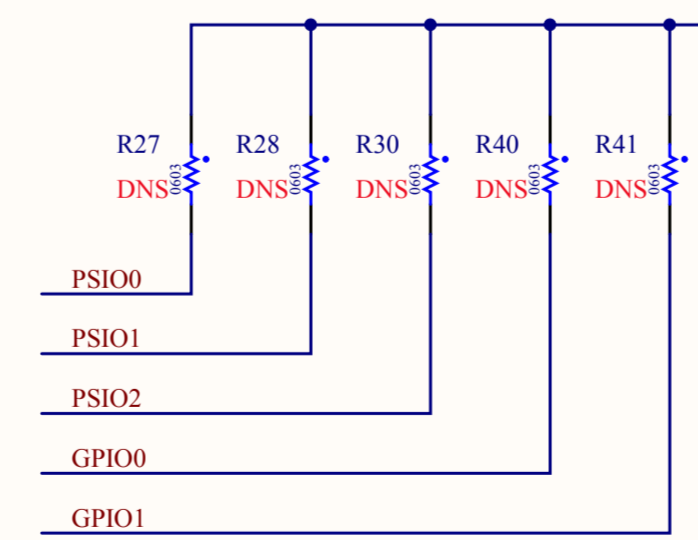 R27
R28
R30
R40
R41
DNS
0603
DNS
0603
DNS
0603
DNS
0603
DNS
0603
PSIO0
PSIO1
PSIO2
GPIO0
GPIO1